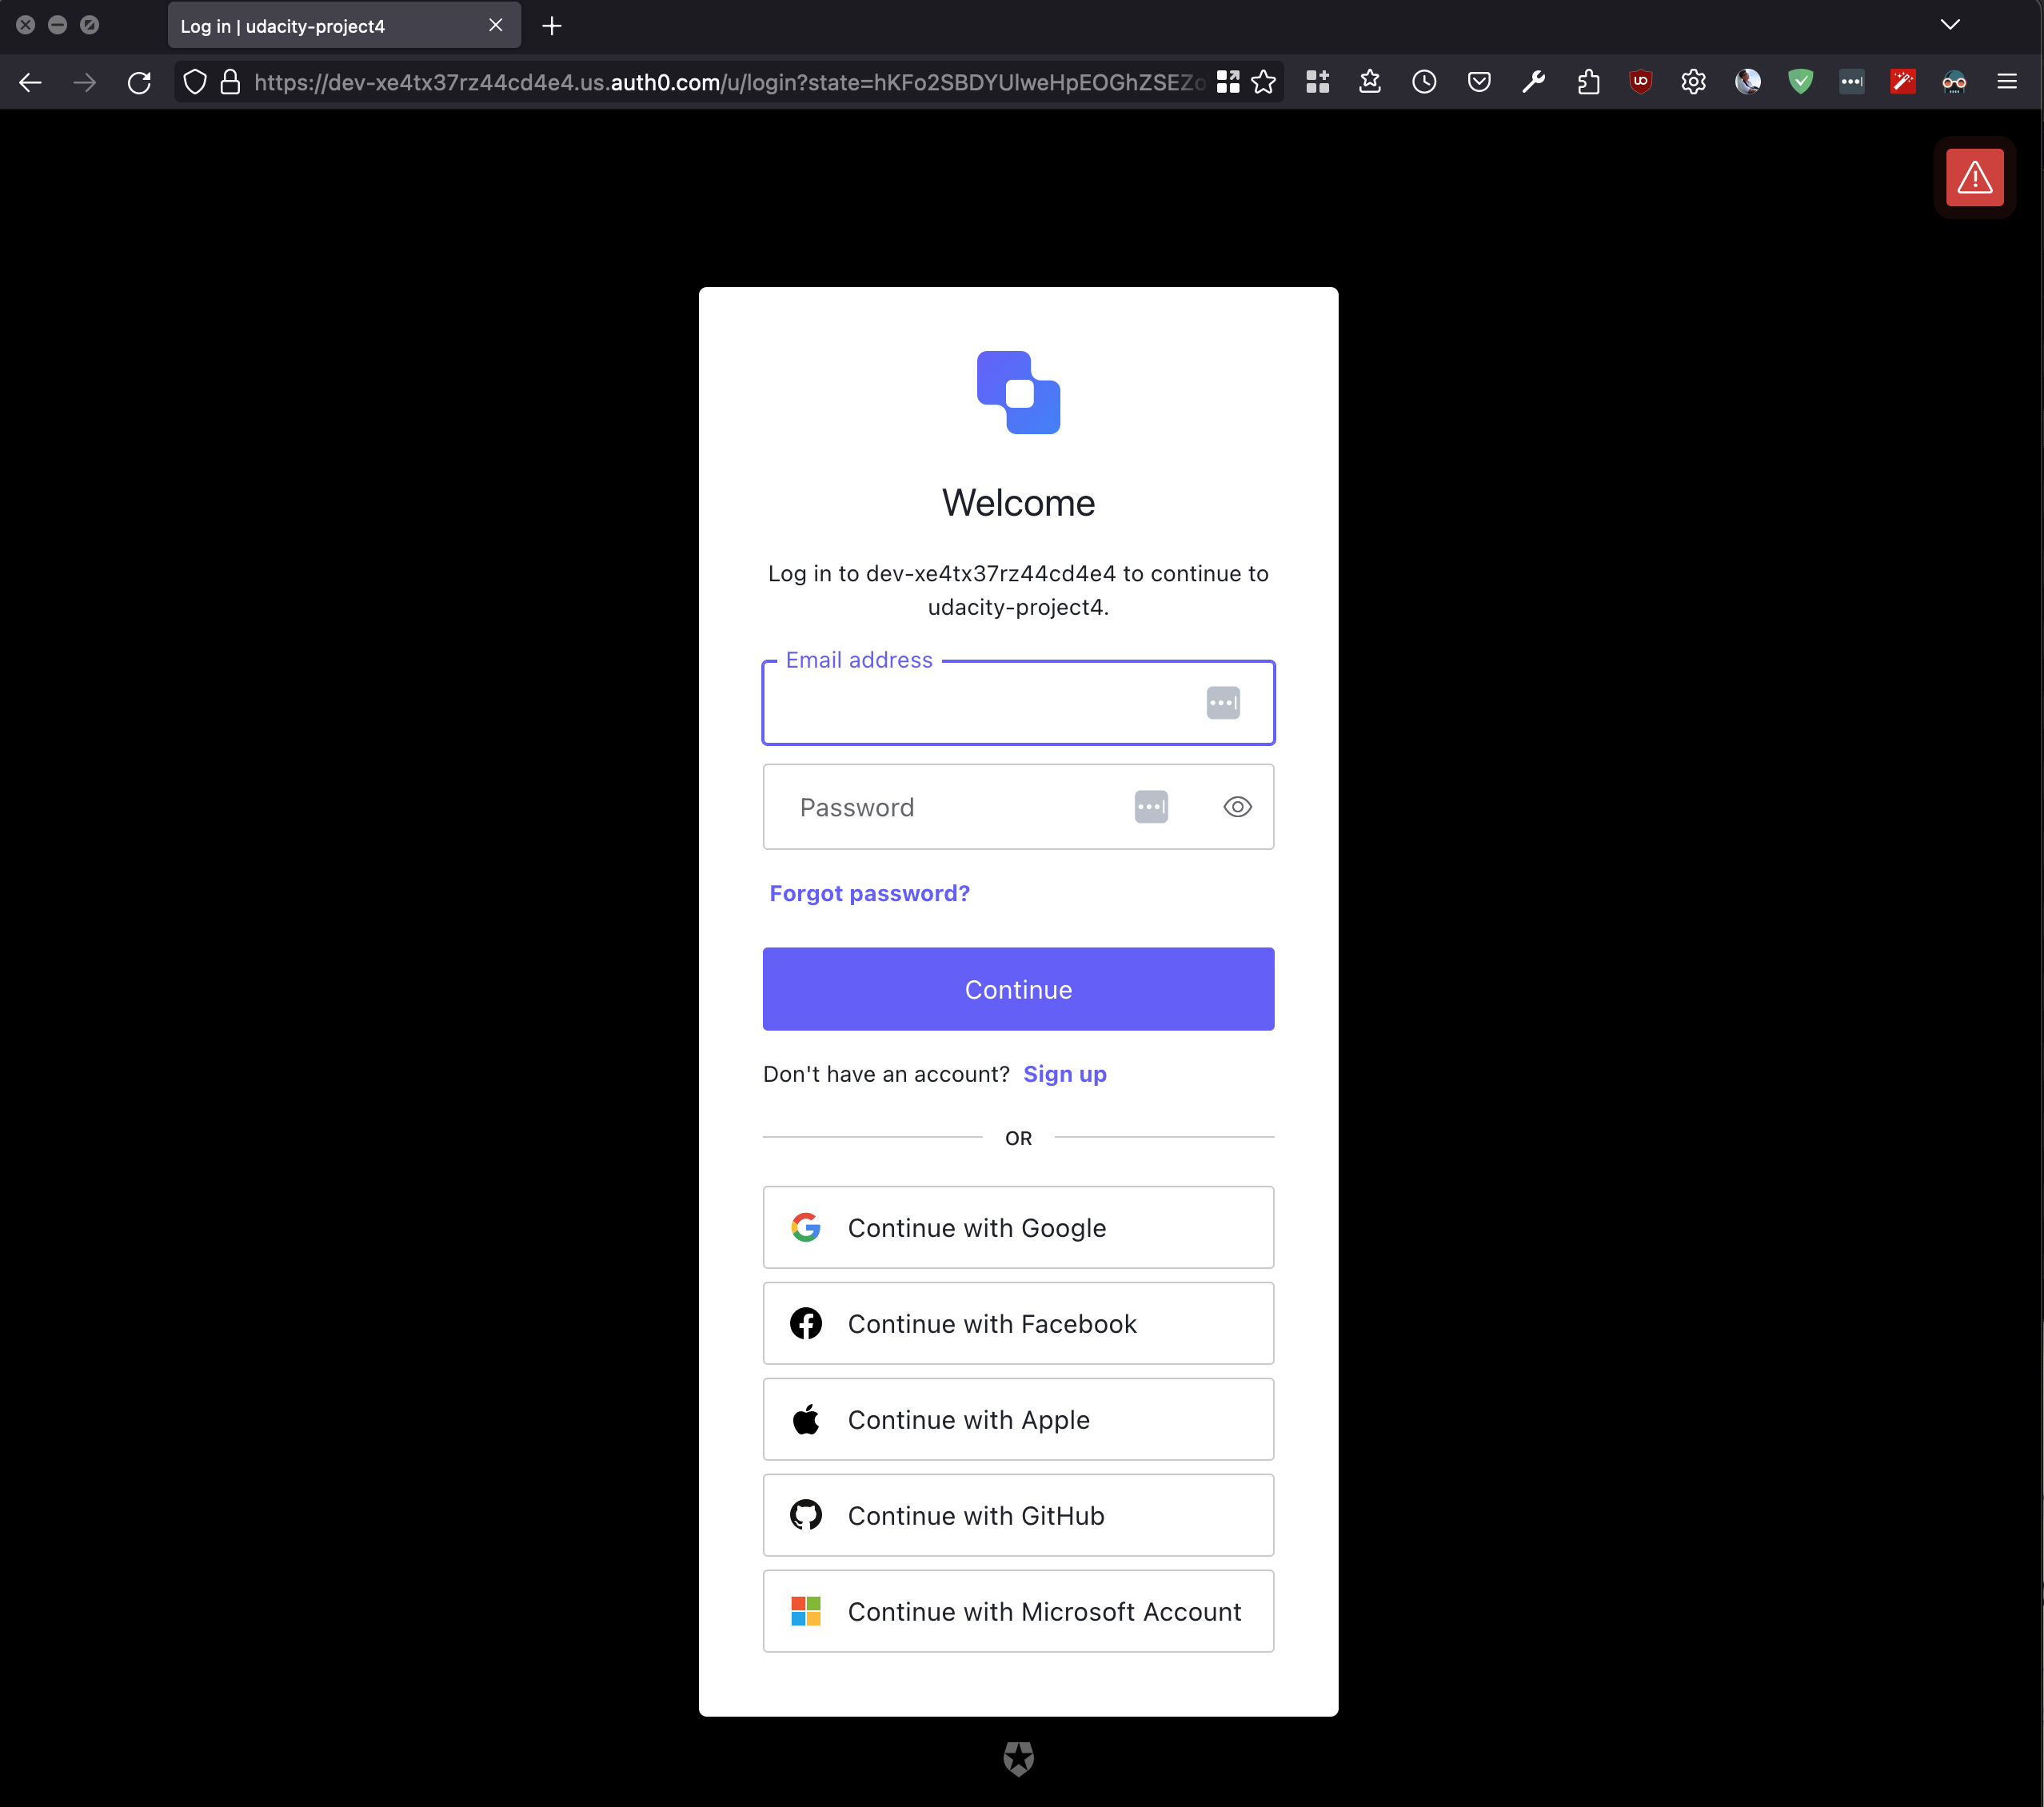 Log in | udacity-project4
https://dev-xe4tx37rz44cd4e4.us.auth0.com/u/login?state=hKFo2SBDYUlweHpEOGhZSEZo
Welcome
Log in to dev-xe4tx37rz44cd4e4 to continue to
udacity-project4.
Email address
Password
Forgot password?
Continue
Don't have an account? Sign up
OR
Continue with Google
Continue with Facebook
Continue with Apple
Continue with GitHub
Continue with Microsoft Account